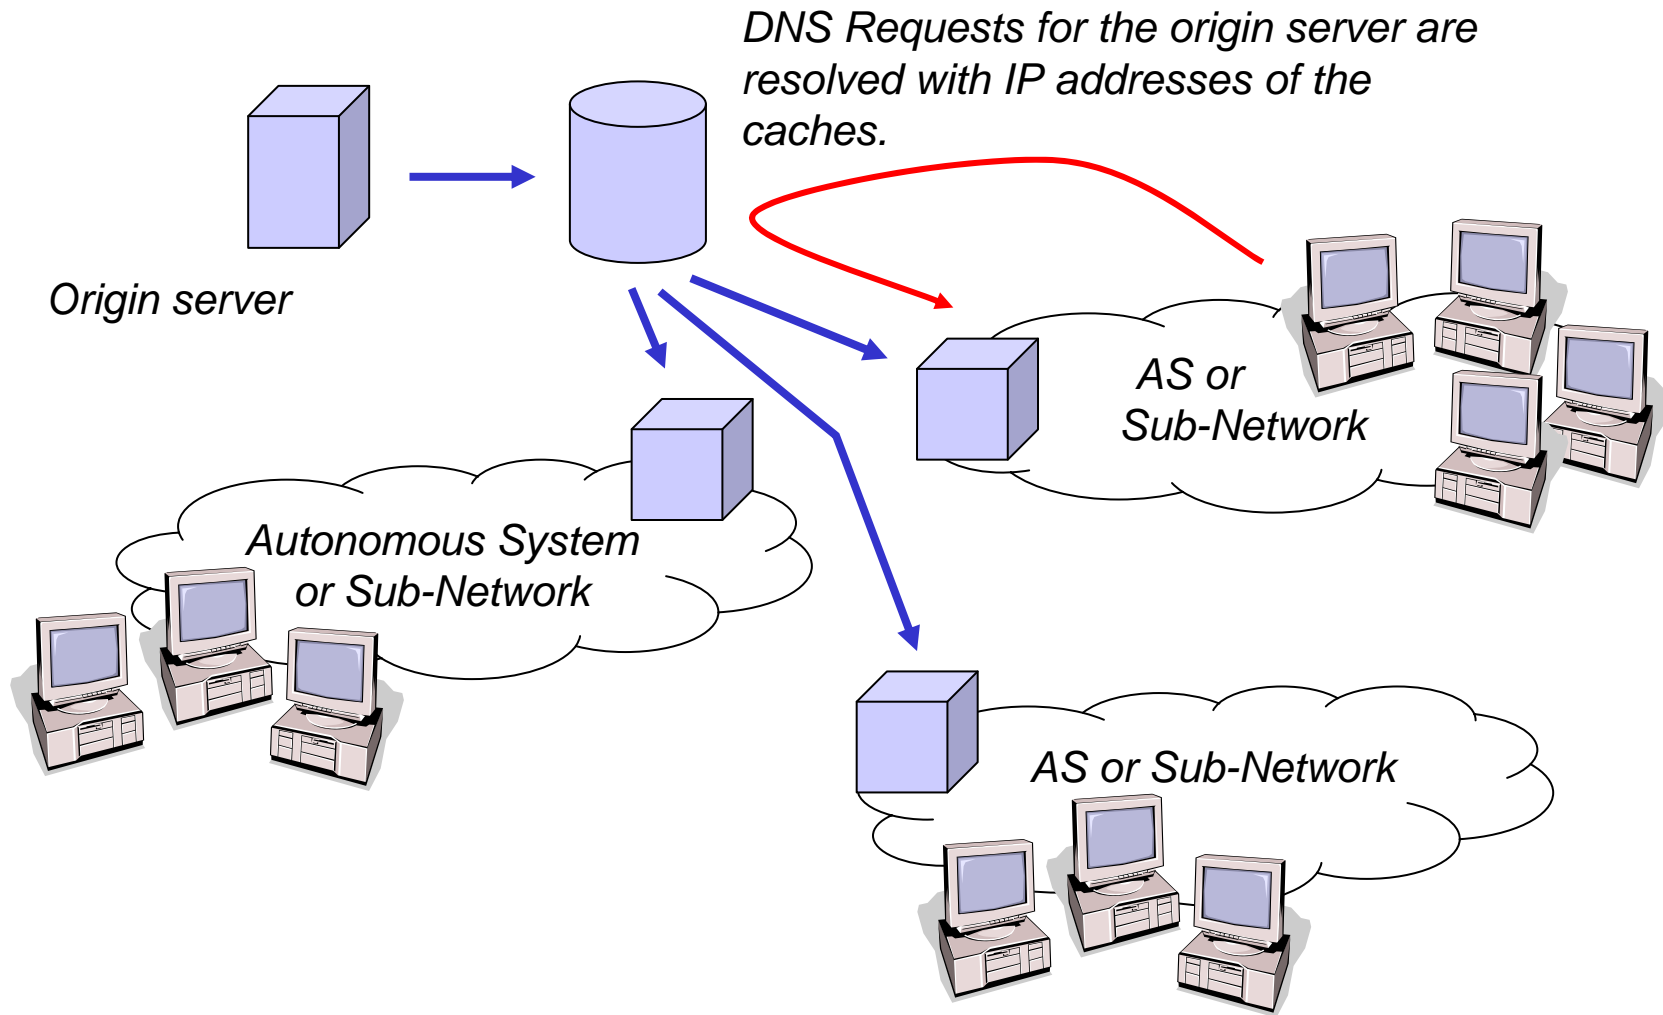 DNS Requests for the origin server are
resolved with IP addresses of the
caches.
Origin server
AS or
Sub-Network
Autonomous System
or Sub-Network
AS or Sub-Network